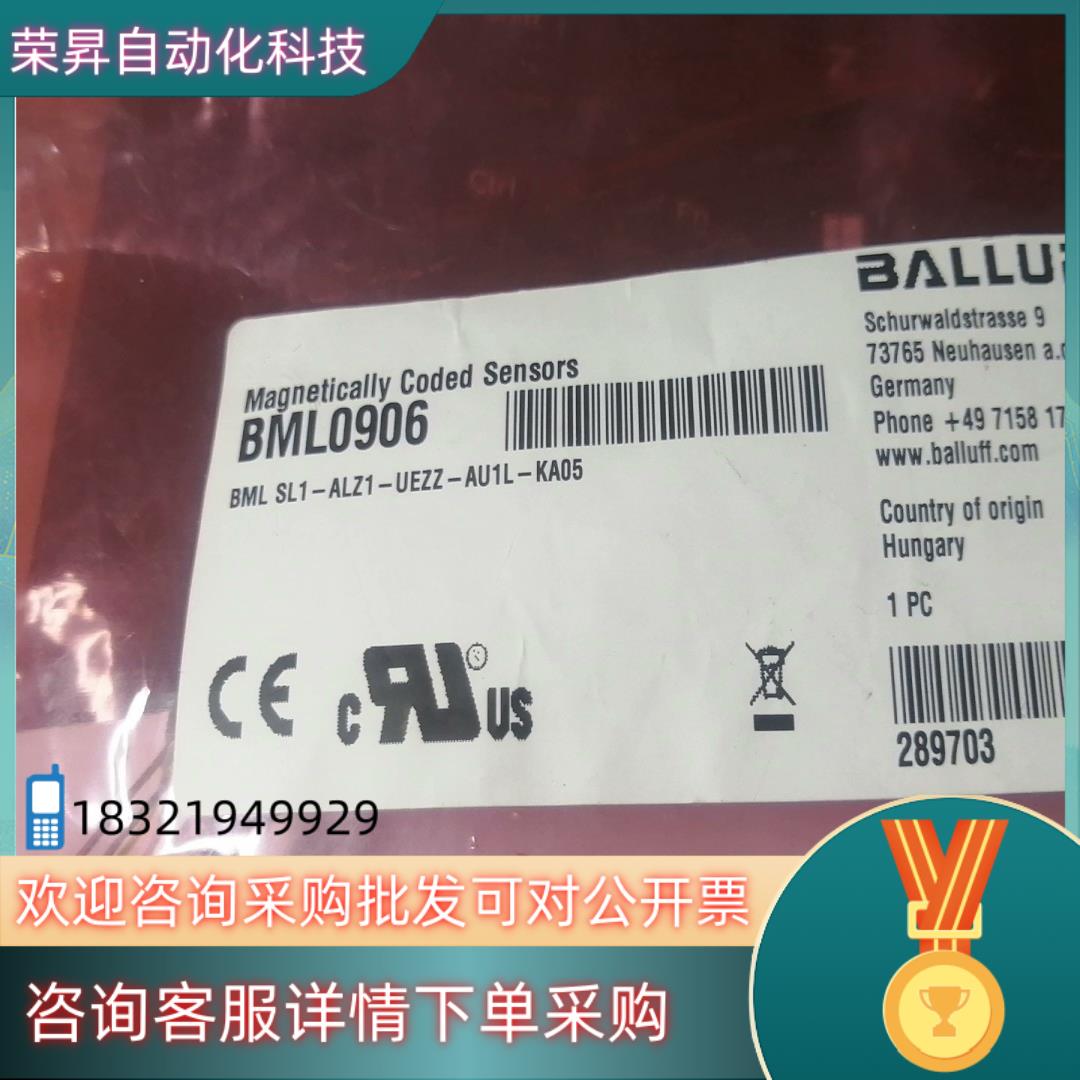 荣昇自动化科技
BALLUF
Schurwaldstrasse 9
73765 Neuhausen a.
Germany
Phone +49 7158 17
www.balluff.com
Magnetically Coded Sensors
BML0906
BML SL1-ALZ1-UEZZ-AU1L-KA05
Country of origin
Hungary
1 PC
CE
c RU US
289703
18321949929
欢迎咨询采购批发可对公开票
咨询客服详情下单采购